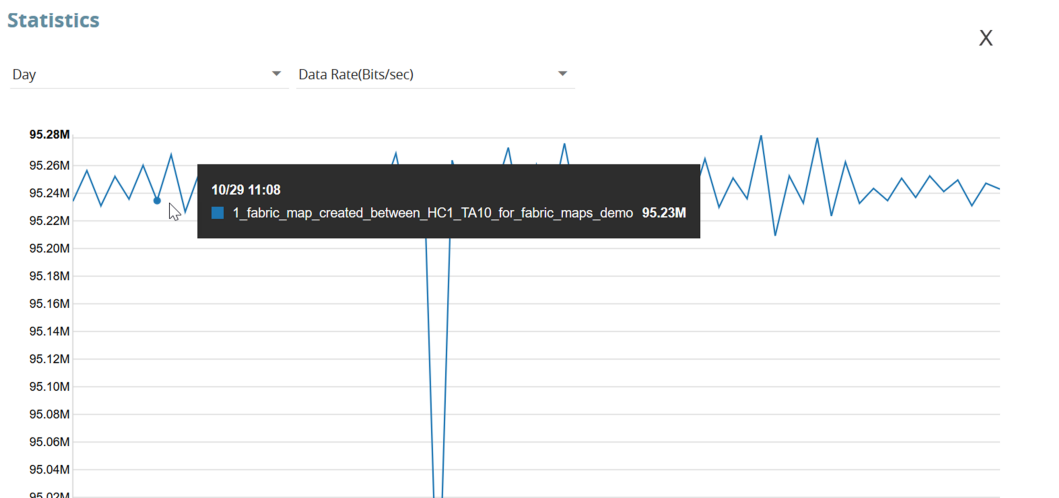 Statistics
X
Day
Data Rate(Bits/sec)
95.28M
95.26M
95.24M
95.22M
95.20M
95.18M
95.16M
95.14M
95.12M
95.10M
95.08M
95.06M
95.04M
95.02M
10/29 11:08
1_fabric_map_created_between_HC1_TA10_for_fabric_maps_demo 95.23M